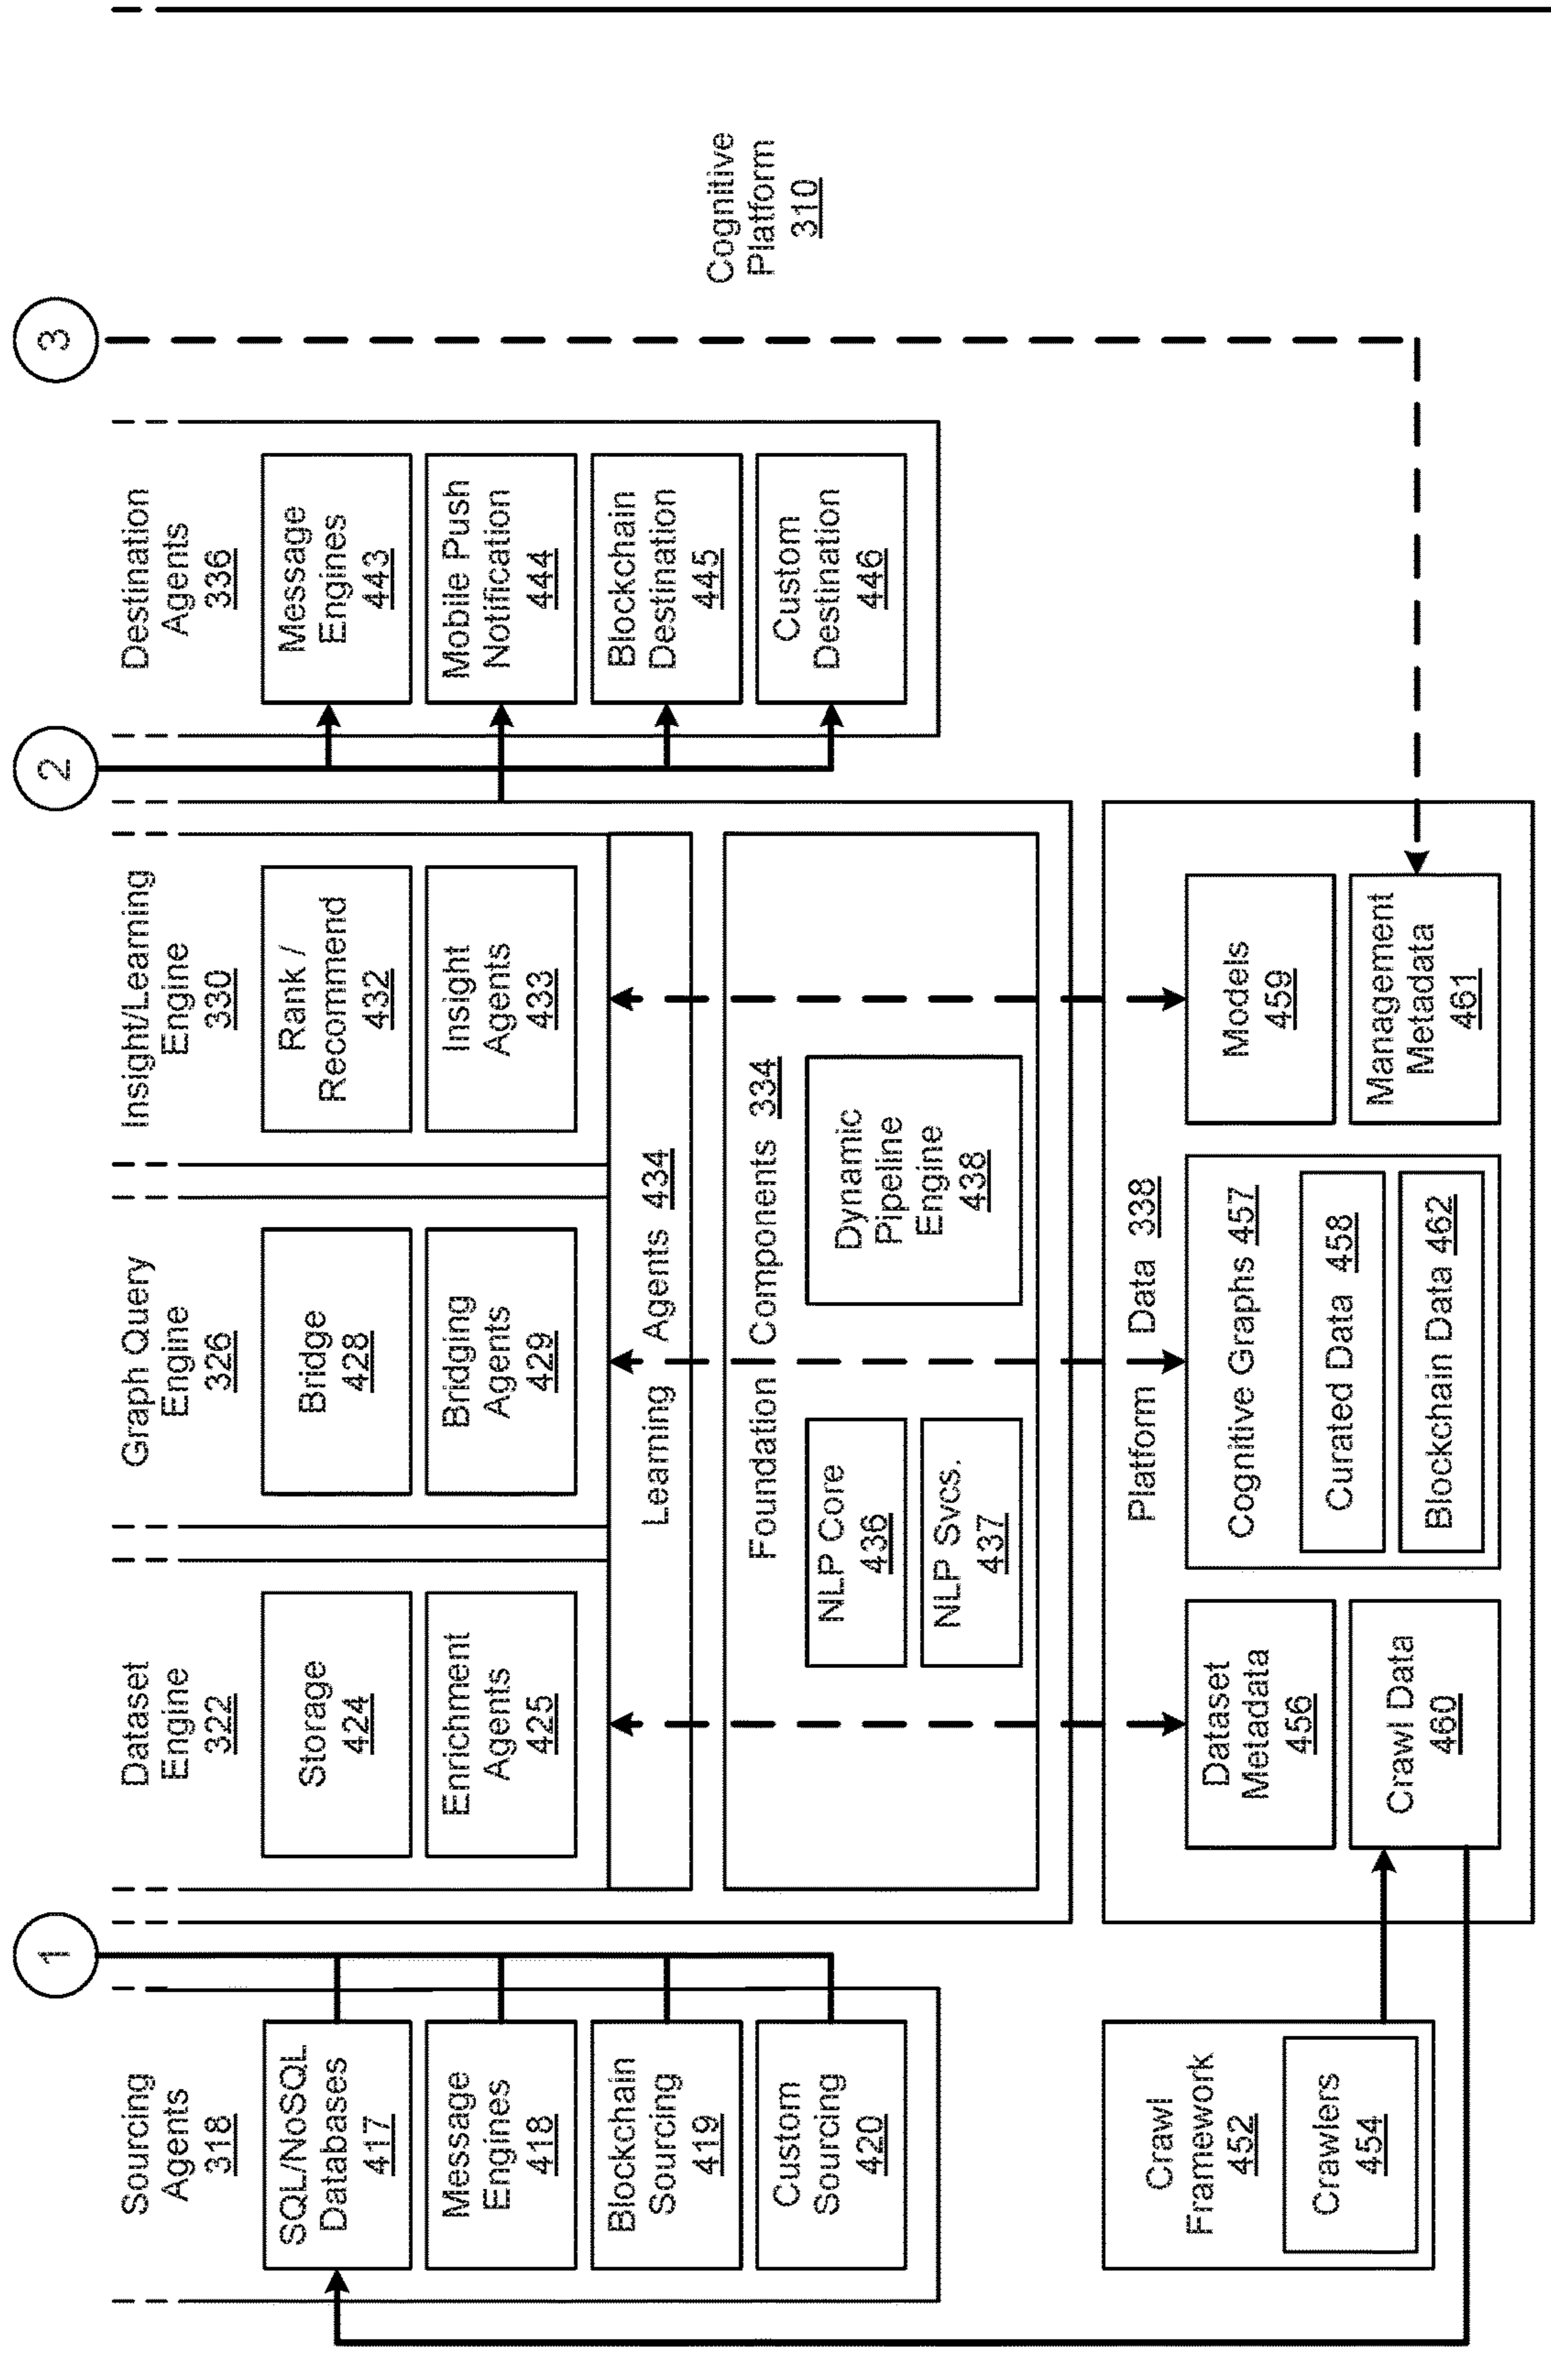 1
2
3
Sourcing
Agents
318
SQL/NoSQL
Databases
417
Message
Engines
418
Blockchain
Sourcing
419
Custom
Sourcing
420
Dataset
Engine
322
Storage
424
Enrichment
Agents
425
Graph Query
Engine
326
Bridge
428
Bridging
Agents
429
Insight/Learning
Engine
330
Rank /
Recommend
432
Insight
Agents
433
Learning Agents 434
Foundation Components 334
NLP Core
436
NLP Svcs.
437
Dynamic
Pipeline
Engine
438
Destination
Agents
336
Message
Engines
443
Mobile Push
Notification
444
Blockchain
Destination
445
Custom
Destination
446
Cognitive
Platform
310
Crawl
Framework
452
Crawlers
454
Platform Data 338
Dataset
Metadata
456
Crawl Data
460
Cognitive Graphs 457
Curated Data 458
Blockchain Data 462
Models
459
Management
Metadata
461